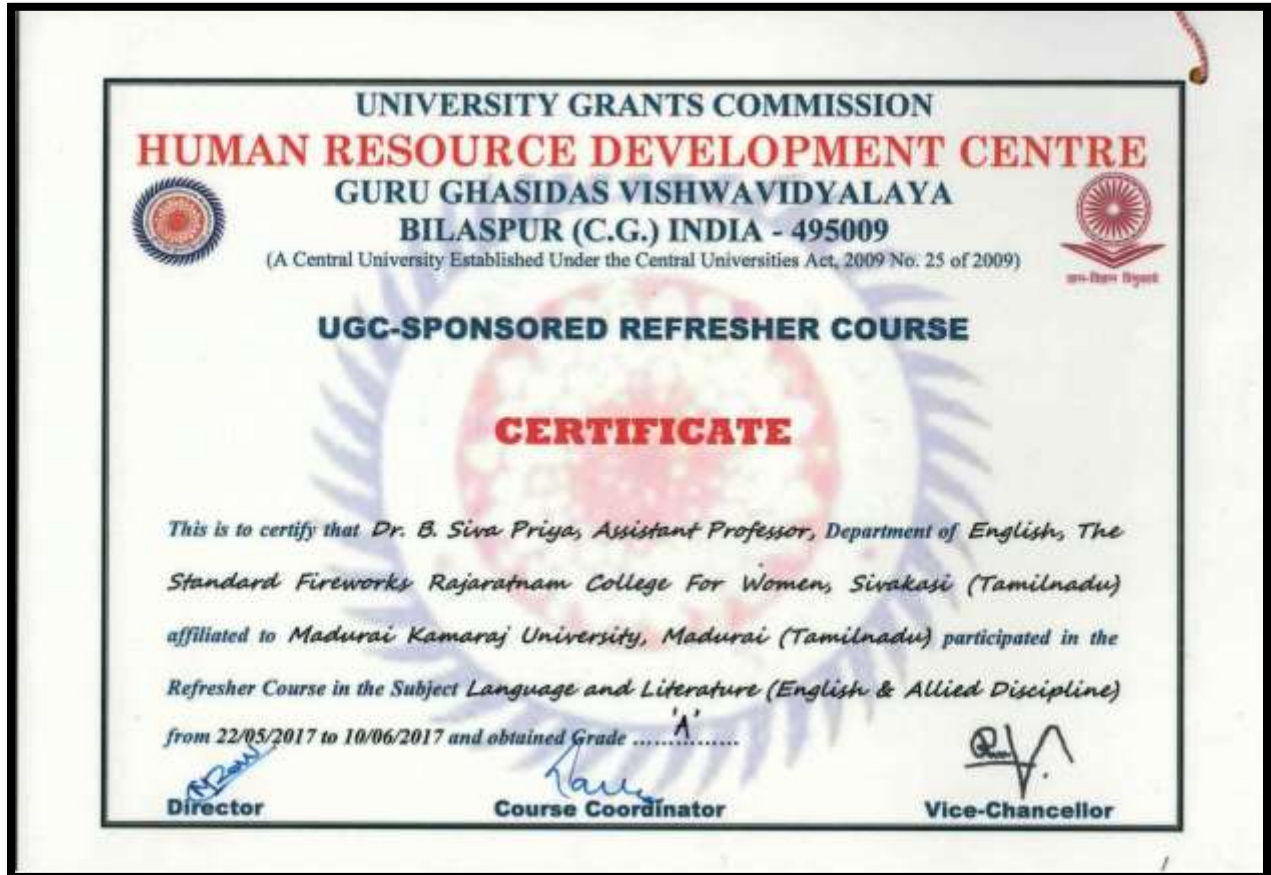 UNIVERSITY GRANTS COMMISSION
HUMAN RESOURCE DEVELOPMENT CENTRE
GURU GHASIDAS VISHWAVIDYALAYA
BILASPUR (C.G.) INDIA - 495009
(A Central University Established Under the Central Universities Act, 2009 No. 25 of 2009)
UGC-SPONSORED REFRESHER COURSE
CERTIFICATE
This is to certify that Dr. B. Siva Priya, Assistant Professor, Department of English, The
Standard Fireworks Rajaratnam College For Women, Sivakasi (Tamilnadu)
affiliated to Madurai Kamaraj University, Madurai (Tamilnadu) participated in the
Refresher Course in the Subject Language and Literature (English & Allied Discipline)
from 22/05/2017 to 10/06/2017 and obtained Grade ......'A'...............
Director Course Coordinator Vice-Chancellor